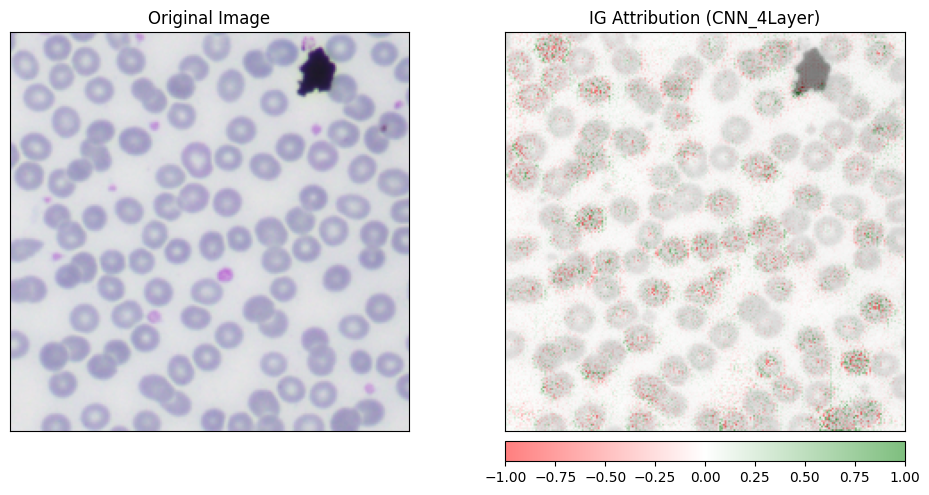 Original Image
IG Attribution (CNN_4Layer)
−1.00 −0.75 −0.50 −0.25 0.00 0.25 0.50 0.75 1.00